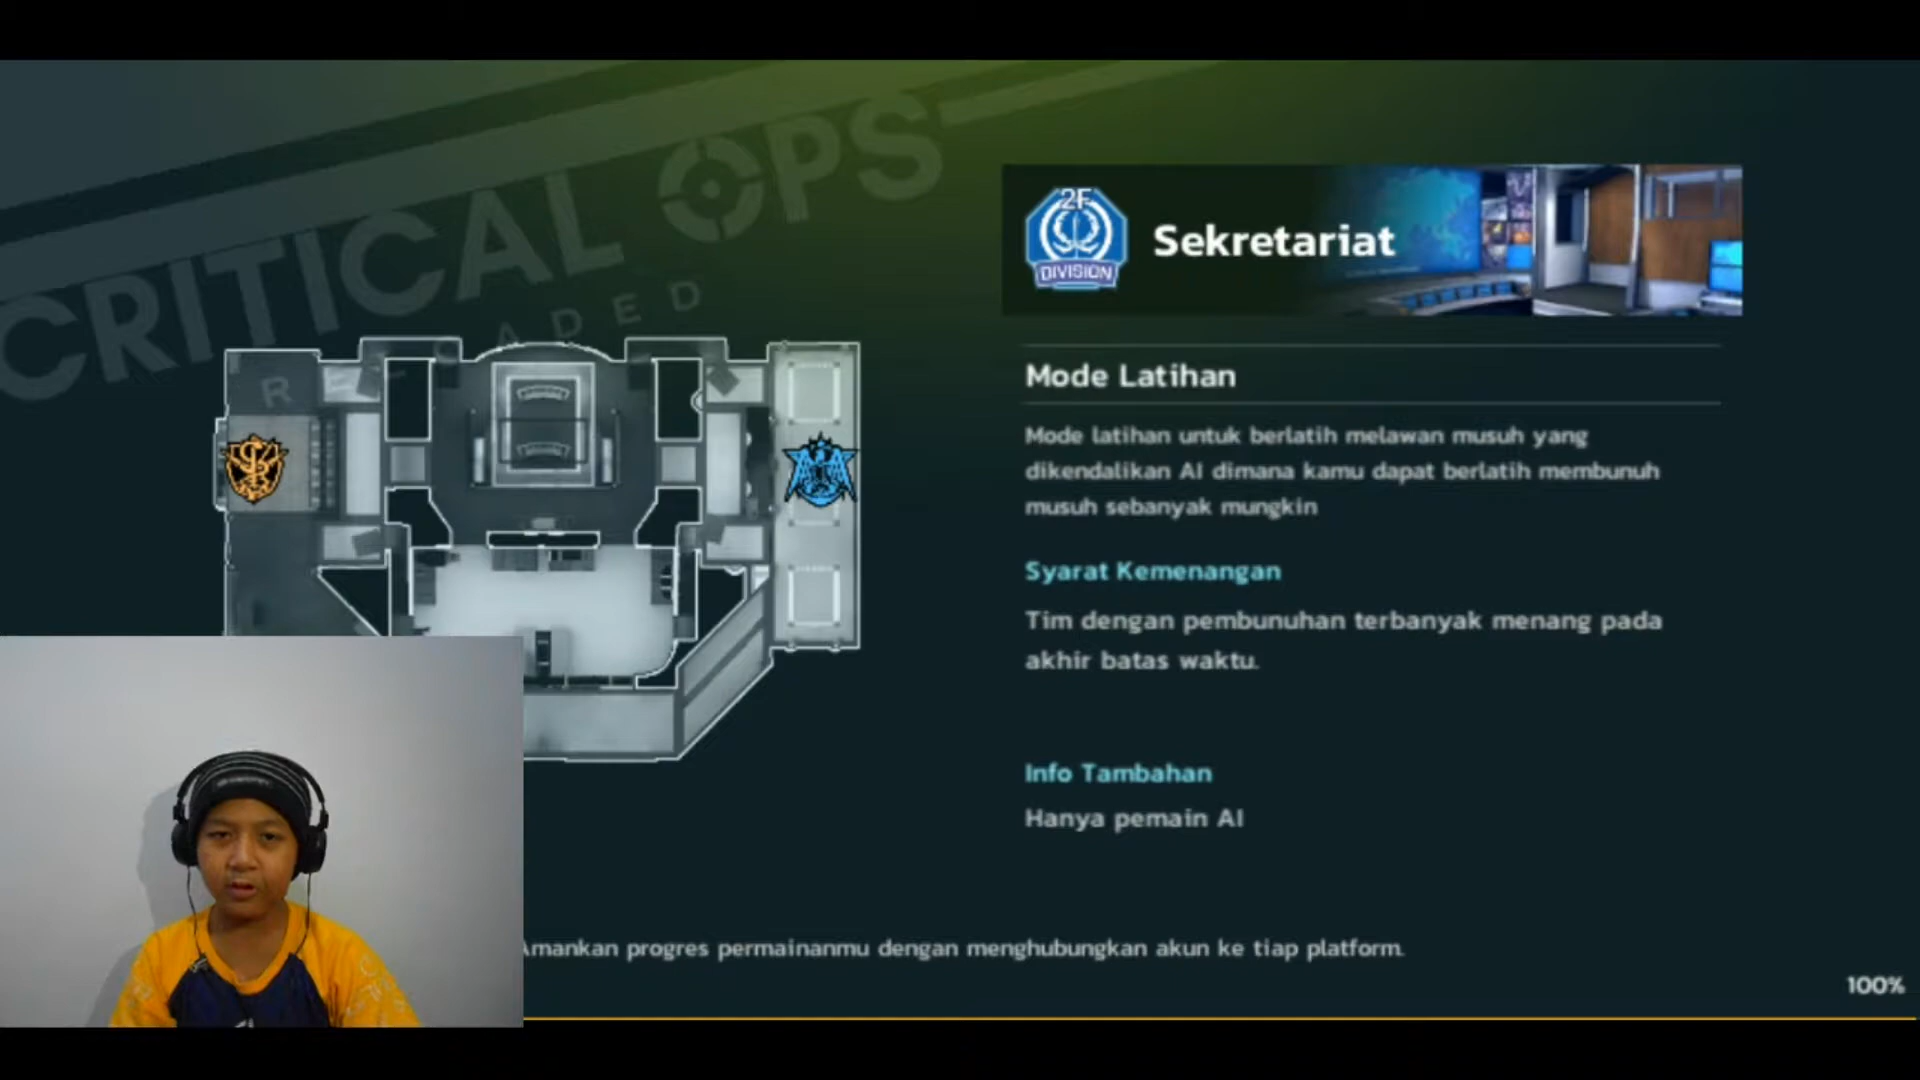 CRITICAL OPS
RELOADED
2F
DIVISION
Sekretariat
Mode Latihan
Mode latihan untuk berlatih melawan musuh yang
dikendalikan AI dimana kamu dapat berlatih membunuh
musuh sebanyak mungkin
Syarat Kemenangan
Tim dengan pembunuhan terbanyak menang pada
akhir batas waktu.
Info Tambahan
Hanya pemain AI
Amankan progres permainanmu dengan menghubungkan akun ke tiap platform.
100%